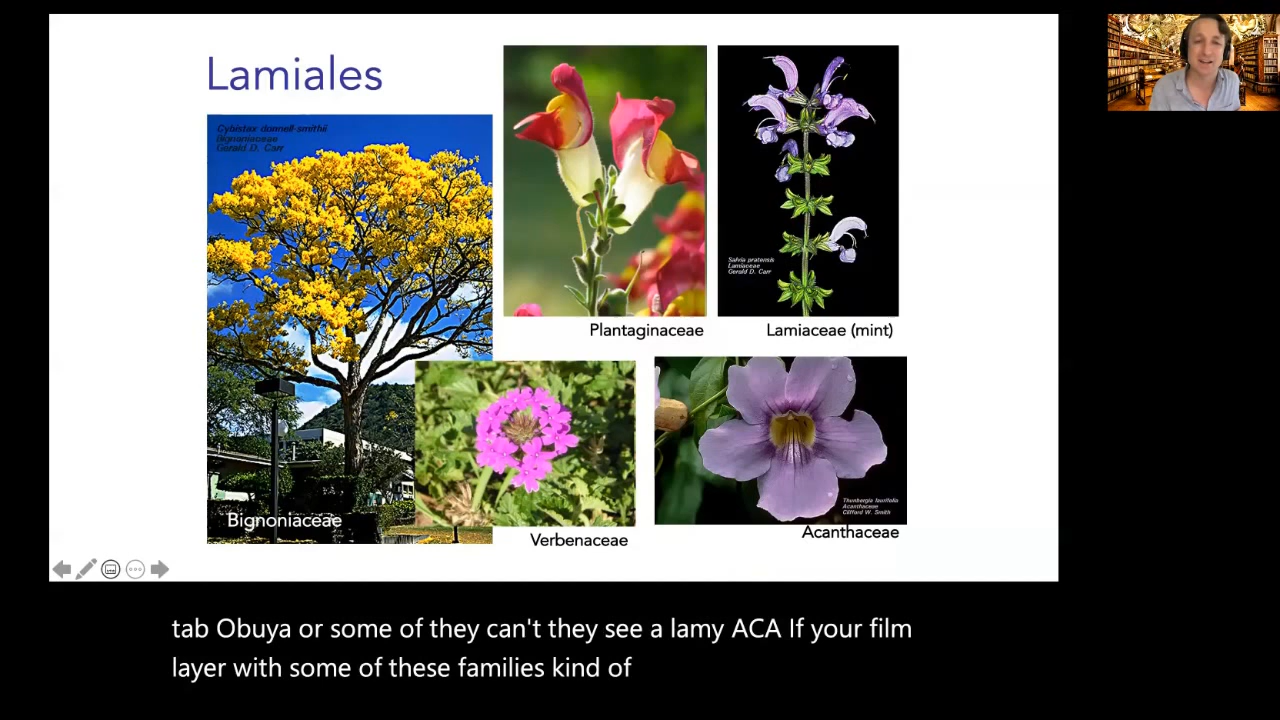 Lamiales
Cybistax donnell-smithii
Bignoniaceae
Gerald D. Carr
Salvia pratensis
Lamiaceae
Gerald D. Carr
Plantaginaceae
Lamiaceae (mint)
Bignoniaceae
Verbenaceae
Thunbergia laurifolia
Acanthaceae
Clifford W. Smith
Acanthaceae
tab Obuya or some of they can't they see a lamy ACA If your film
layer with some of these families kind of